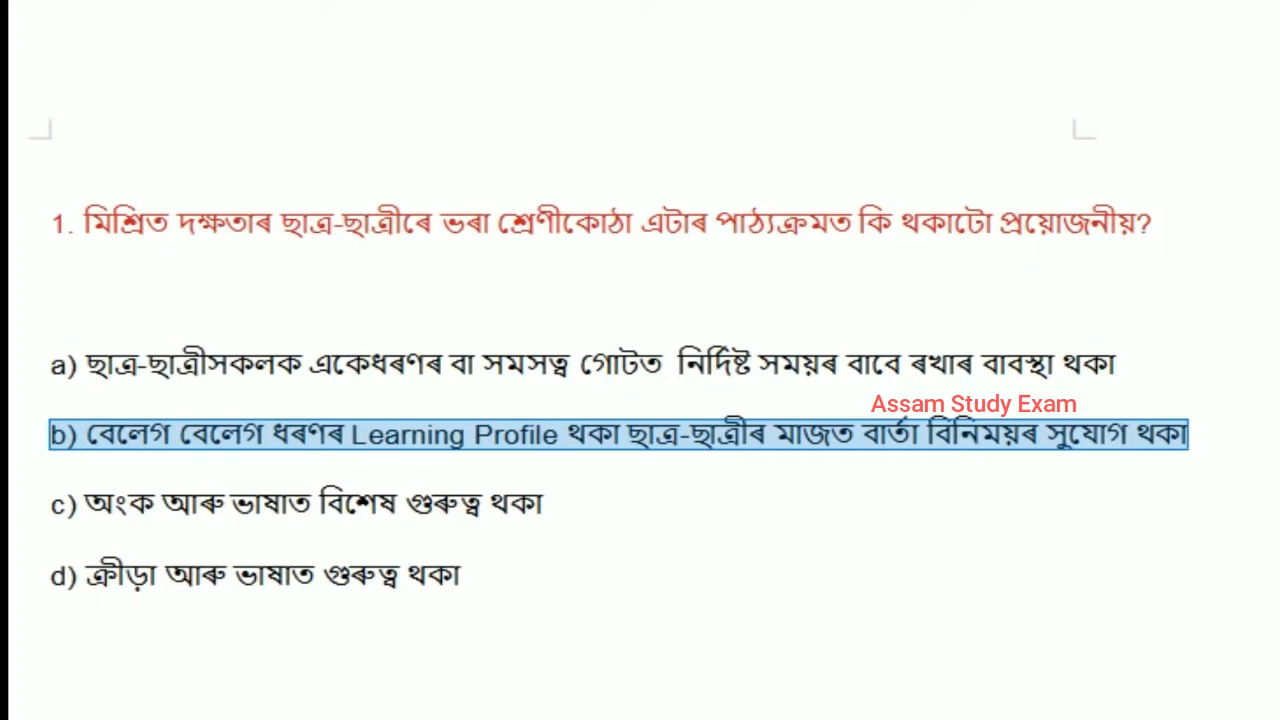 1. মিশ্ৰিত দক্ষতাৰ ছাত্ৰ-ছাত্ৰীৰে ভৰা শ্ৰেণীকোঠা এটাৰ পাঠ্যক্ৰমত কি থকাটো প্ৰয়োজনীয়?
a) ছাত্ৰ-ছাত্ৰীসকলক একেধৰণৰ বা সমসত্ব গোটত নিৰ্দিষ্ট সময়ৰ বাবে ৰখাৰ বাবস্থা থকা
Assam Study Exam
b) বেলেগ বেলেগ ধৰণৰ Learning Profile থকা ছাত্ৰ-ছাত্ৰীৰ মাজত বাৰ্তা বিনিময়ৰ সুযোগ থকা
c) অংক আৰু ভাষাত বিশেষ গুৰুত্ব থকা
d) ক্ৰীড়া আৰু ভাষাত গুৰুত্ব থকা